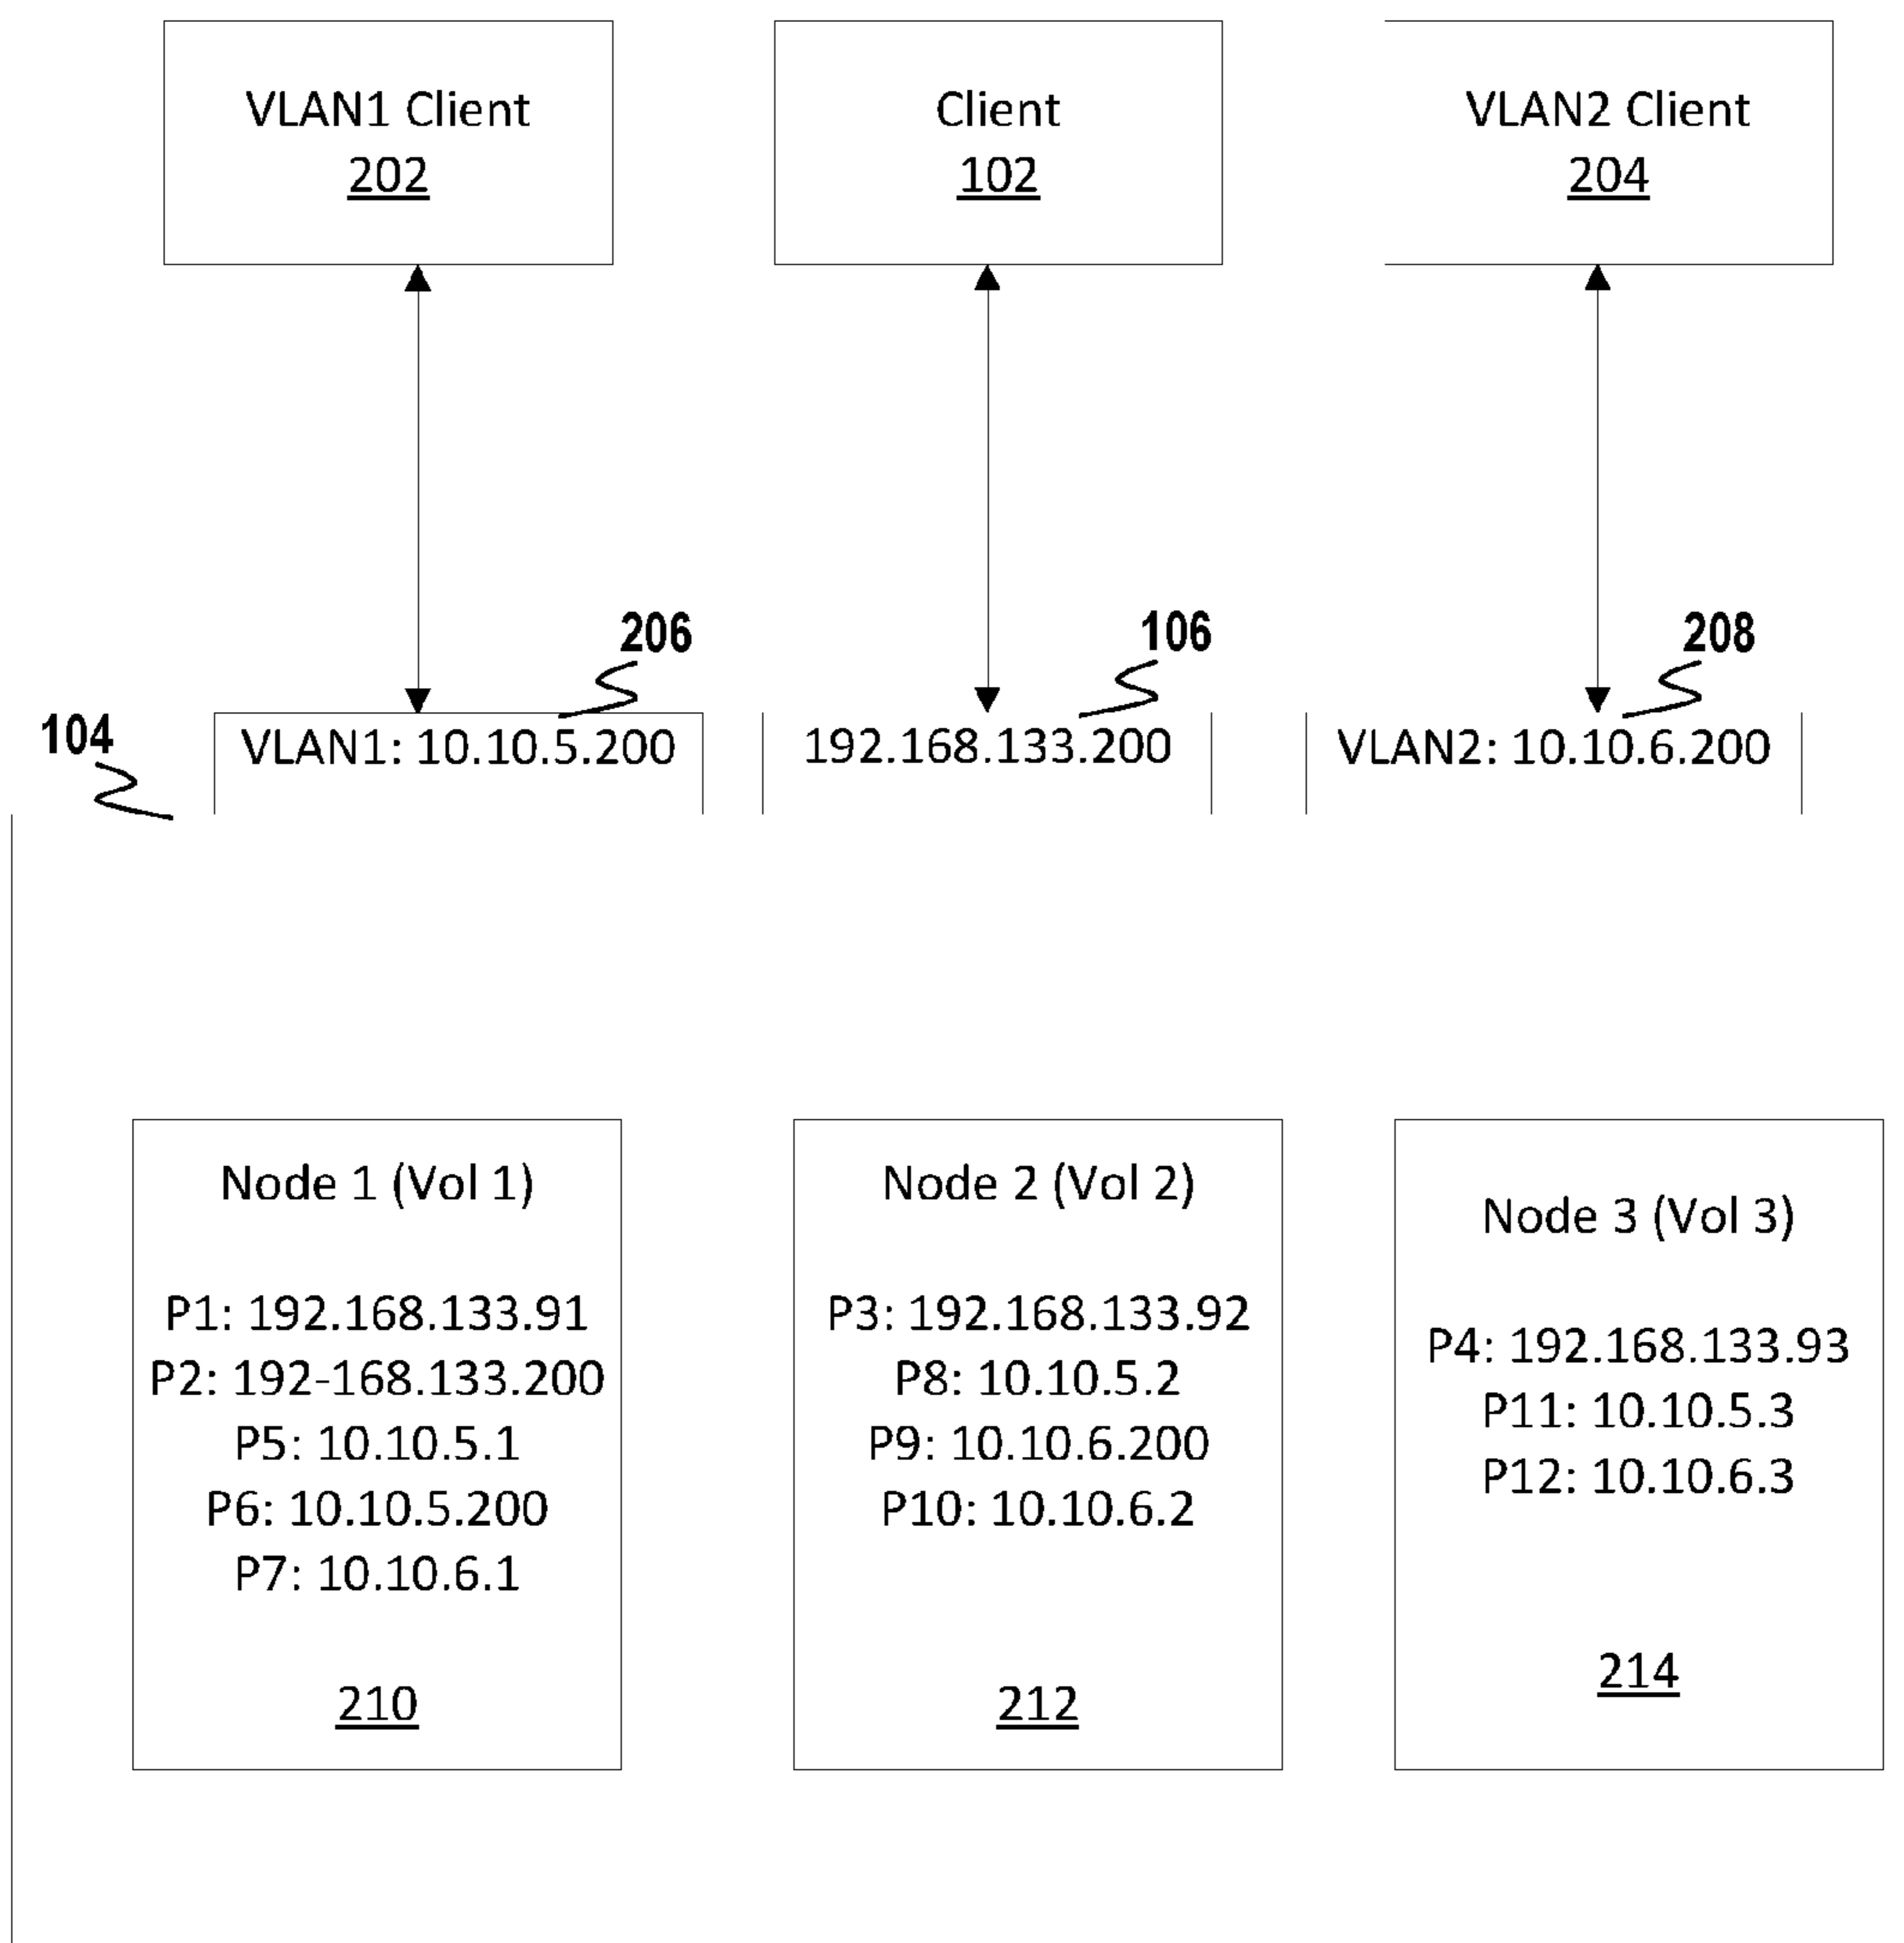 VLAN1 Client
202
Client
102
VLAN2 Client
204
206
106
208
104
VLAN1: 10.10.5.200
192.168.133.200
VLAN2: 10.10.6.200
Node 1 (Vol 1)
P1: 192.168.133.91
P2: 192-168.133.200
P5: 10.10.5.1
P6: 10.10.5.200
P7: 10.10.6.1
210
Node 2 (Vol 2)
P3: 192.168.133.92
P8: 10.10.5.2
P9: 10.10.6.200
P10: 10.10.6.2
212
Node 3 (Vol 3)
P4: 192.168.133.93
P11: 10.10.5.3
P12: 10.10.6.3
214